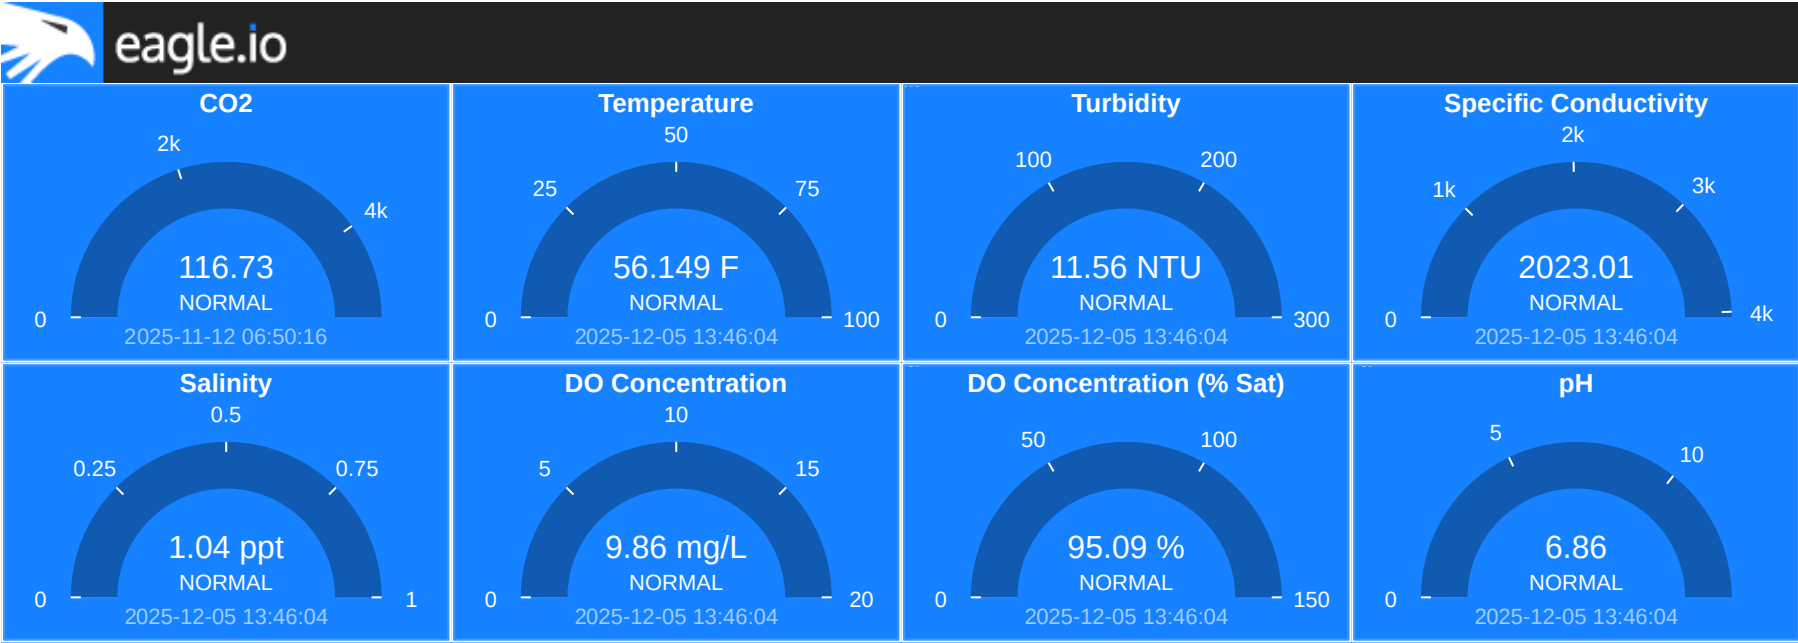 eagle.io
CO2
2k
4k
116.73
NORMAL
0
2025-11-12 06:50:16
Temperature
50
25
75
56.149 F
NORMAL
0
100
2025-12-05 13:46:04
Turbidity
100
200
11.56 NTU
NORMAL
0
300
2025-12-05 13:46:04
Specific Conductivity
2k
1k
3k
2023.01
NORMAL
0
4k
2025-12-05 13:46:04
Salinity
0.5
0.25
0.75
1.04 ppt
NORMAL
0
1
2025-12-05 13:46:04
DO Concentration
10
5
15
9.86 mg/L
NORMAL
0
20
2025-12-05 13:46:04
DO Concentration (% Sat)
50
100
95.09 %
NORMAL
0
150
2025-12-05 13:46:04
pH
5
10
6.86
NORMAL
0
2025-12-05 13:46:04